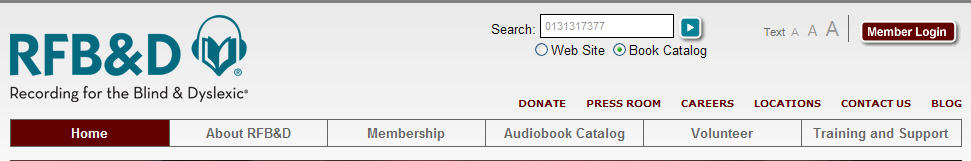 Search: 0131317377
Web Site Book Catalog
Text A A A
Member Login
RFB&D®
Recording for the Blind & Dyslexic®
DONATE PRESS ROOM CAREERS LOCATIONS CONTACT US BLOG
Home About RFB&D Membership Audiobook Catalog Volunteer Training and Support